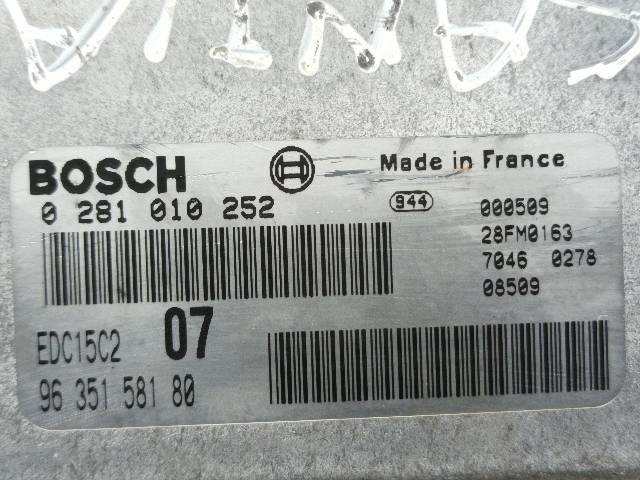 BOSCH Made in France
0 281 010 252 944 000509
28FM0163
7046 0278
08509
EDC15C2 07
96 351 581 80